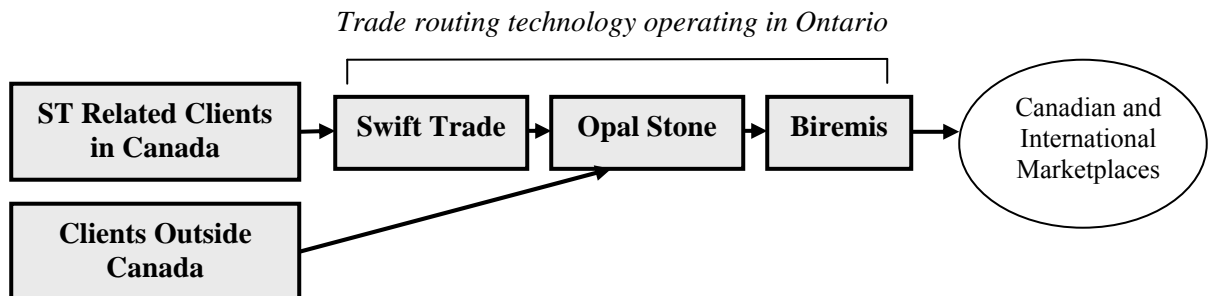 Trade routing technology operating in Ontario
ST Related Clients
in Canada
Swift Trade
Opal Stone
Biremis
Canadian and
International
Marketplaces
Clients Outside
Canada